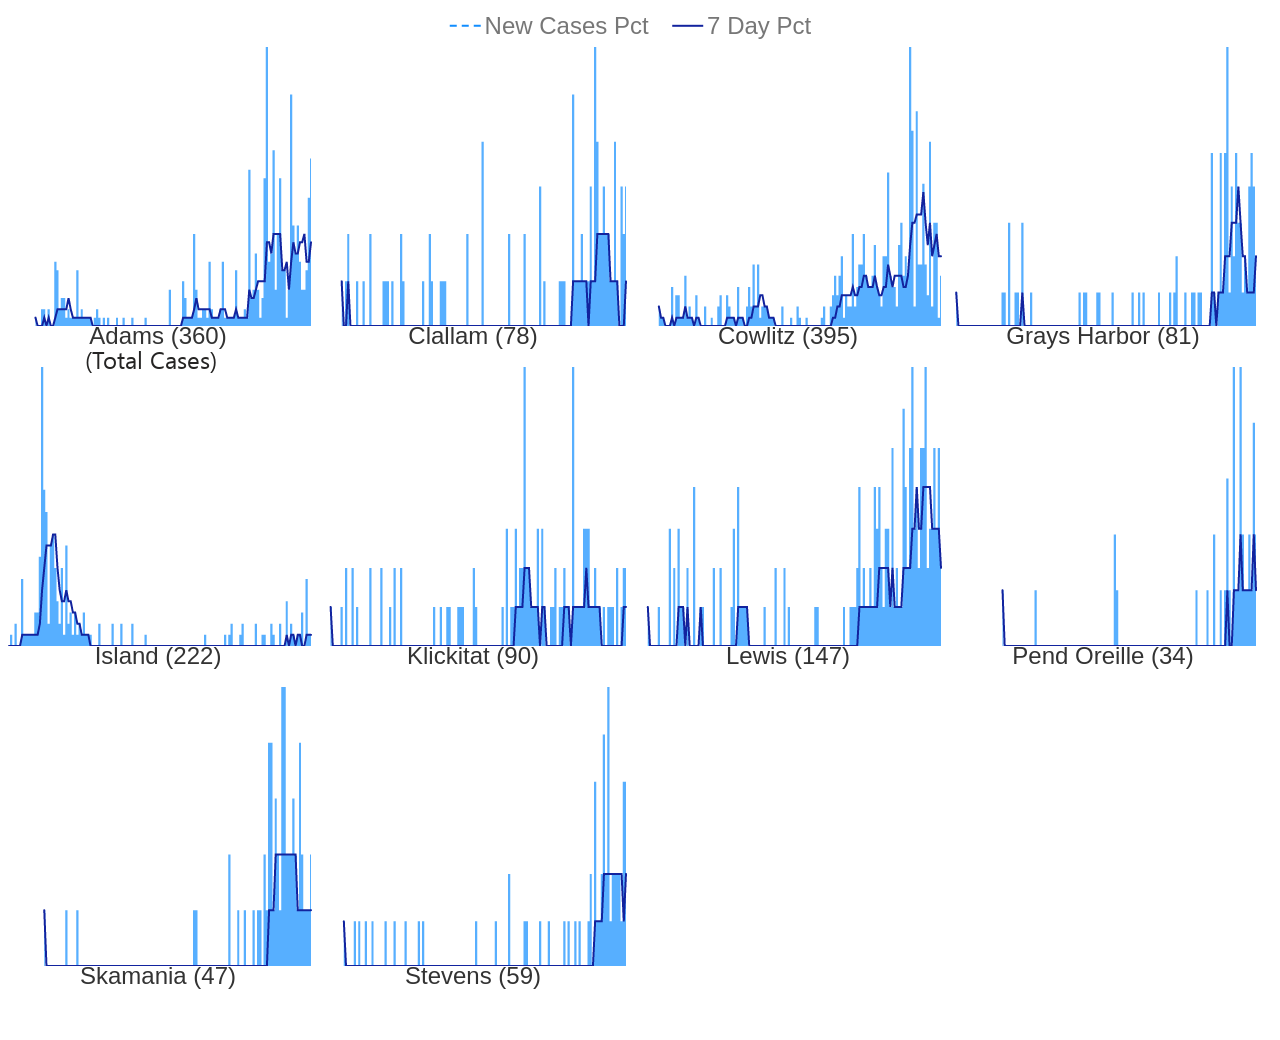 New Cases Pct 7 Day Pct
Adams (360) Clallam (78) Cowlitz (395) Grays Harbor (81)
(Total Cases)
Island (222) Klickitat (90) Lewis (147) Pend Oreille (34)
Skamania (47) Stevens (59)